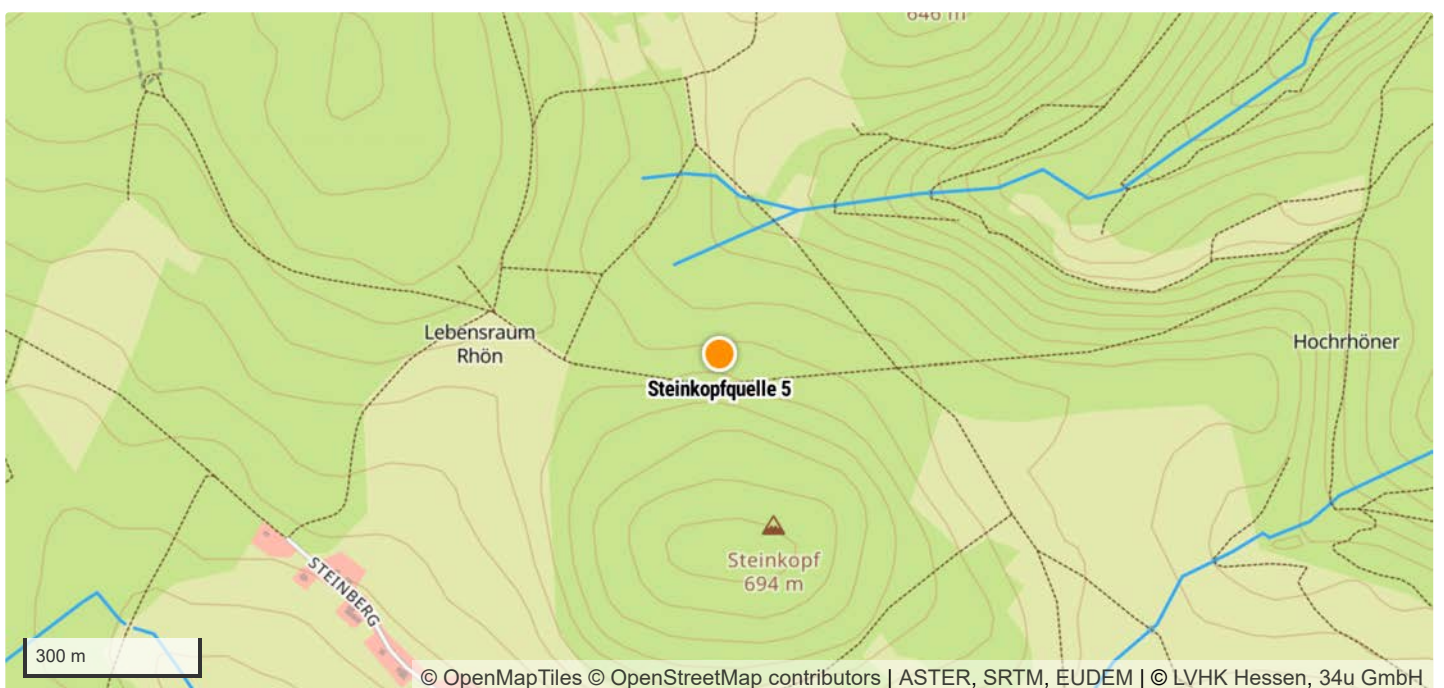 646 m
Lebensraum
Rhön
Hochrhöner
Steinkopfquelle 5
Steinkopf
694 m
STEINBERG
300 m
© OpenMapTiles © OpenStreetMap contributors | ASTER, SRTM, EUDEM | © LVHK Hessen, 34u GmbH